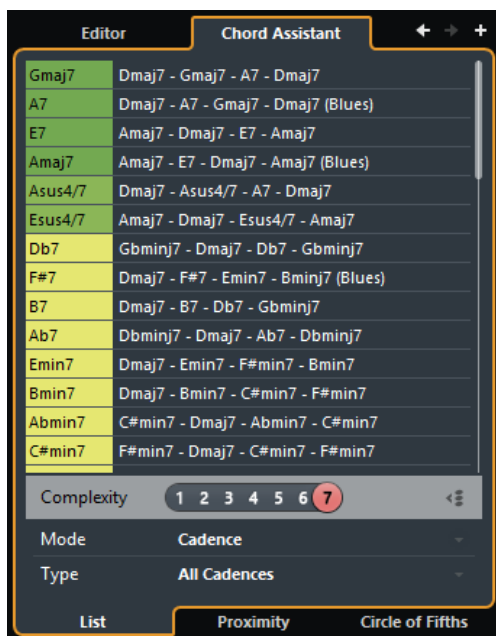 Editor Chord Assistant
Gmaj7 Dmaj7 - Gmaj7 - A7 - Dmaj7
A7 Dmaj7 - A7 - Gmaj7 - Dmaj7 (Blues)
E7 Amaj7 - Dmaj7 - E7 - Amaj7
Amaj7 Amaj7 - E7 - Dmaj7 - Amaj7 (Blues)
Asus4/7 Dmaj7 - Asus4/7 - A7 - Dmaj7
Esus4/7 Amaj7 - Dmaj7 - Esus4/7 - Amaj7
Db7 Gbminj7 - Dmaj7 - Db7 - Gbminj7
F#7 Dmaj7 - F#7 - Emin7 - Bminj7 (Blues)
B7 Dmaj7 - B7 - Db7 - Gbminj7
Ab7 Dbminj7 - Dmaj7 - Ab7 - Dbminj7
Emin7 Dmaj7 - Emin7 - F#min7 - Bmin7
Bmin7 Dmaj7 - Bmin7 - C#min7 - F#min7
Abmin7 C#min7 - Dmaj7 - Abmin7 - C#min7
C#min7 F#min7 - Dmaj7 - C#min7 - F#min7
Complexity 1 2 3 4 5 6 7
Mode Cadence
Type All Cadences
List Proximity Circle of Fifths